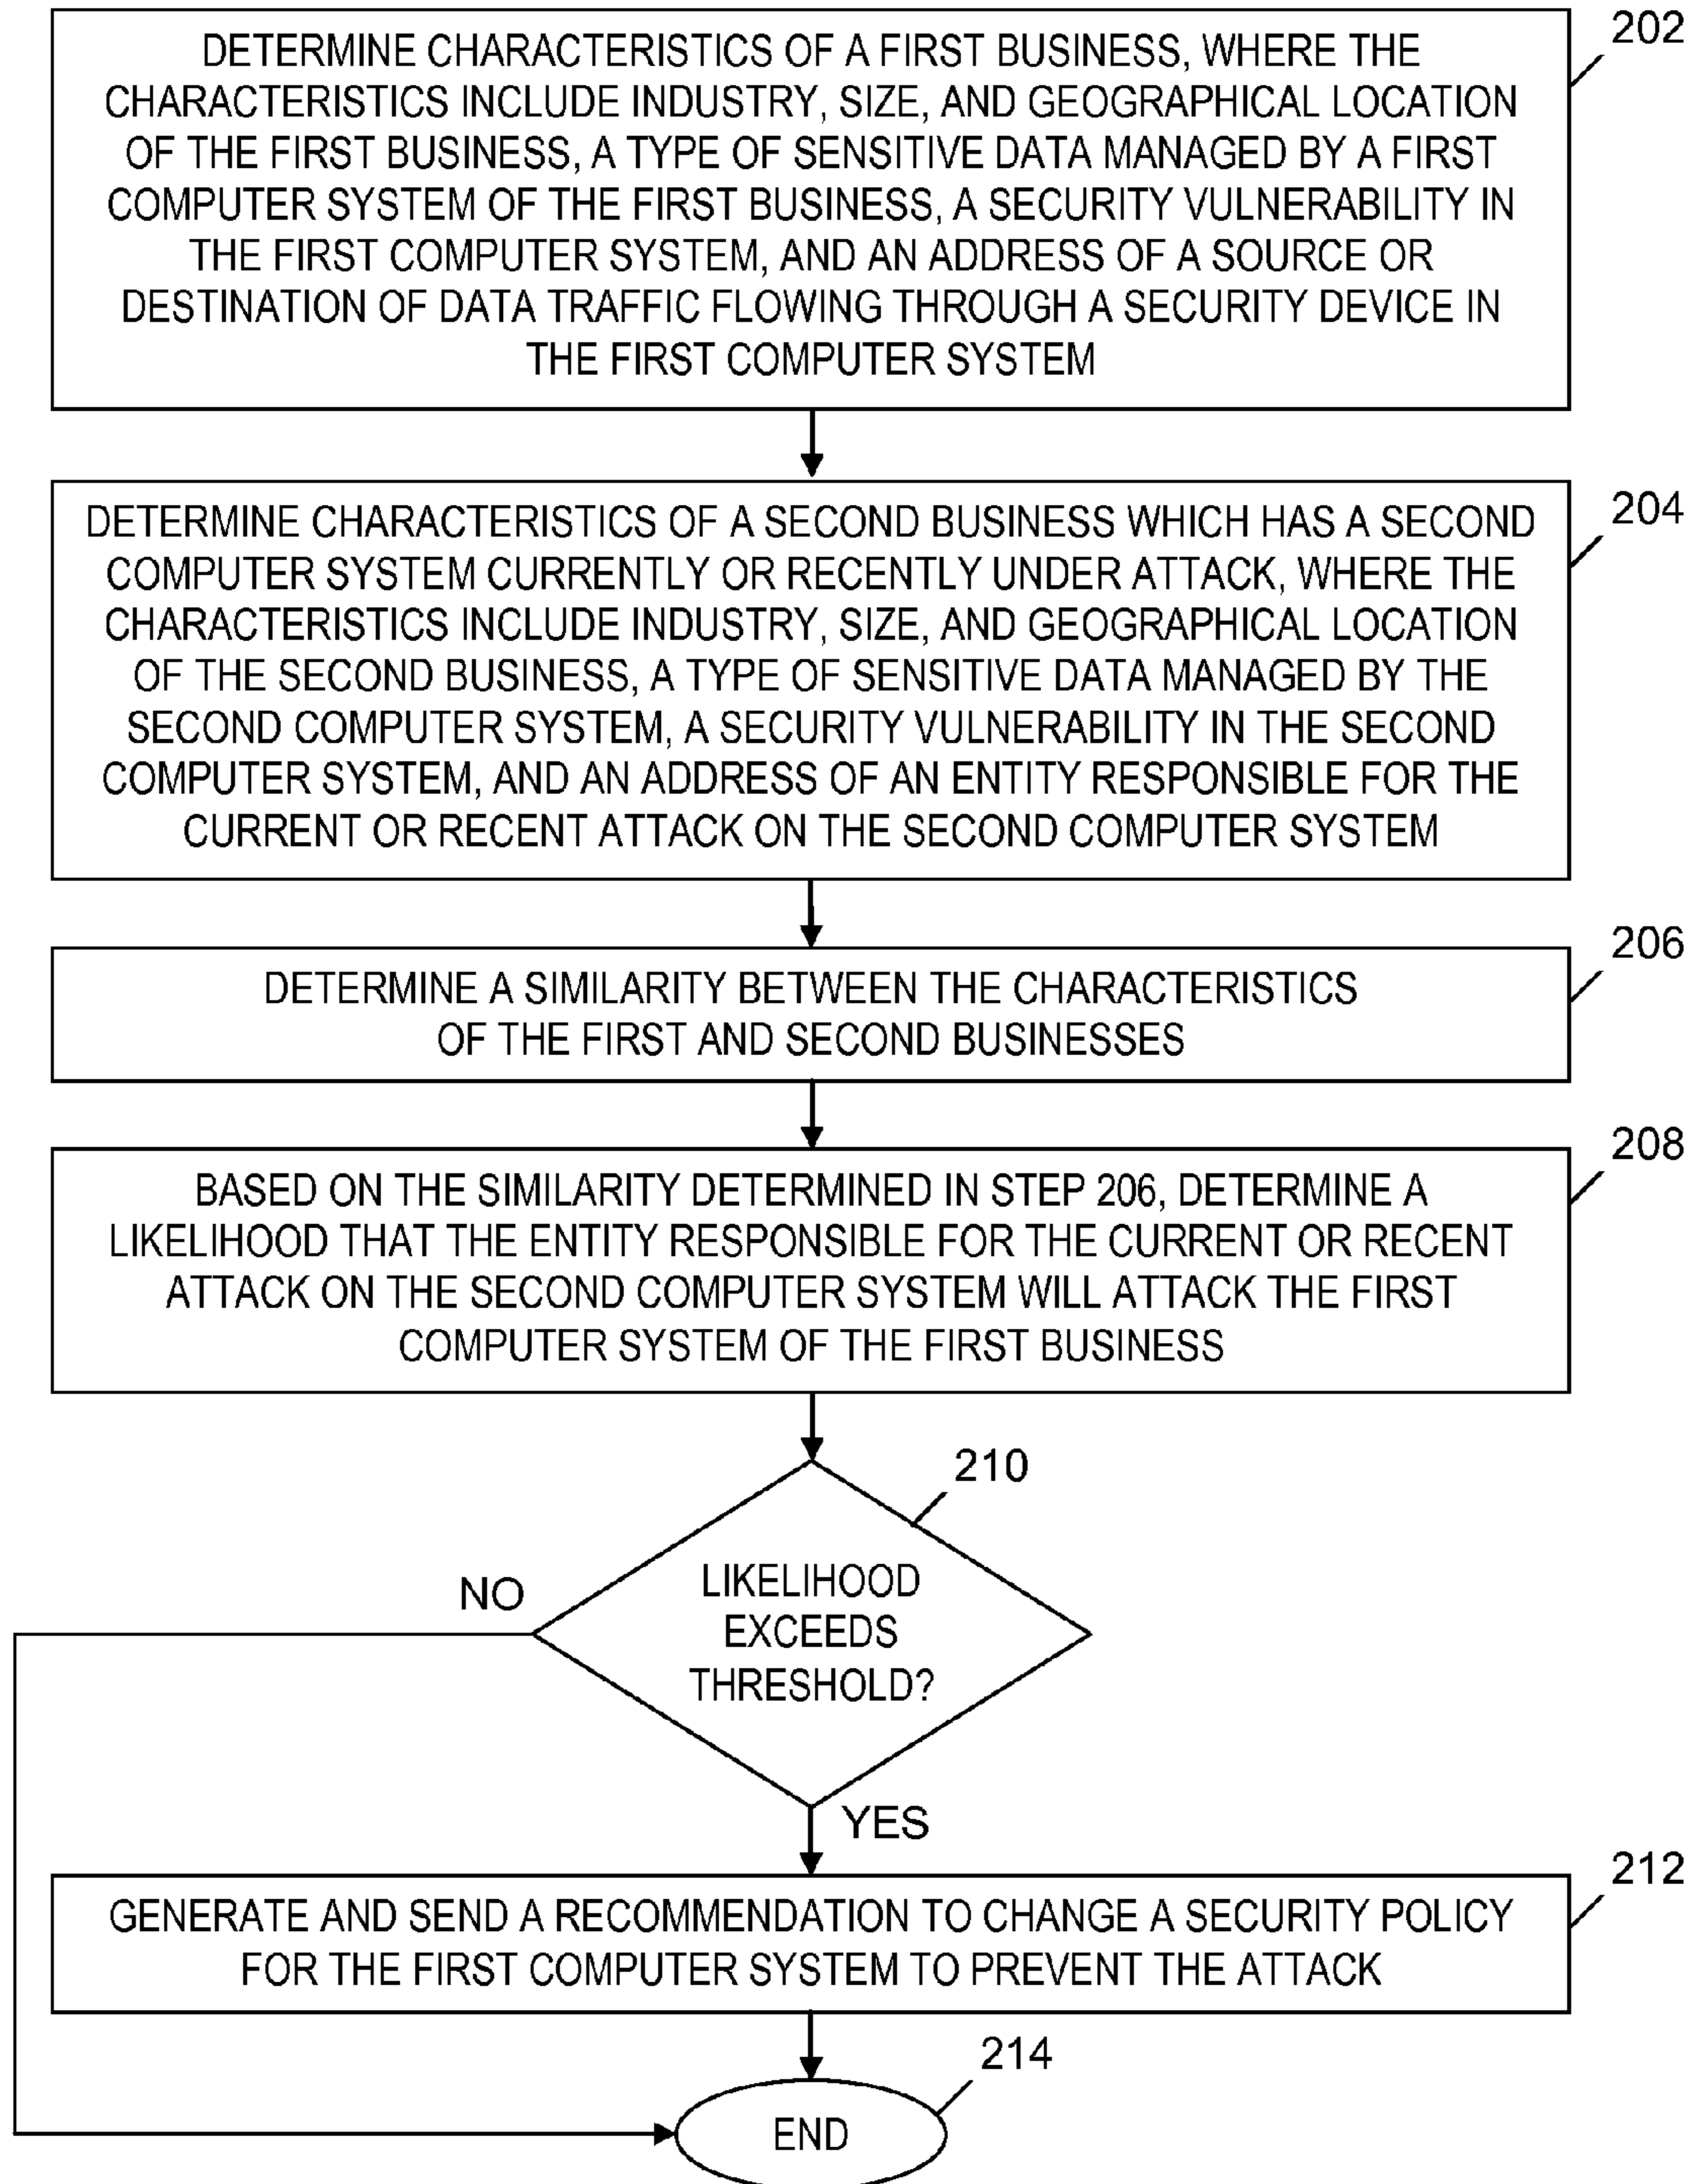 202
DETERMINE CHARACTERISTICS OF A FIRST BUSINESS, WHERE THE
CHARACTERISTICS INCLUDE INDUSTRY, SIZE, AND GEOGRAPHICAL LOCATION
OF THE FIRST BUSINESS, A TYPE OF SENSITIVE DATA MANAGED BY A FIRST
COMPUTER SYSTEM OF THE FIRST BUSINESS, A SECURITY VULNERABILITY IN
THE FIRST COMPUTER SYSTEM, AND AN ADDRESS OF A SOURCE OR
DESTINATION OF DATA TRAFFIC FLOWING THROUGH A SECURITY DEVICE IN
THE FIRST COMPUTER SYSTEM
204
DETERMINE CHARACTERISTICS OF A SECOND BUSINESS WHICH HAS A SECOND
COMPUTER SYSTEM CURRENTLY OR RECENTLY UNDER ATTACK, WHERE THE
CHARACTERISTICS INCLUDE INDUSTRY, SIZE, AND GEOGRAPHICAL LOCATION
OF THE SECOND BUSINESS, A TYPE OF SENSITIVE DATA MANAGED BY THE
SECOND COMPUTER SYSTEM, A SECURITY VULNERABILITY IN THE SECOND
COMPUTER SYSTEM, AND AN ADDRESS OF AN ENTITY RESPONSIBLE FOR THE
CURRENT OR RECENT ATTACK ON THE SECOND COMPUTER SYSTEM
206
DETERMINE A SIMILARITY BETWEEN THE CHARACTERISTICS
OF THE FIRST AND SECOND BUSINESSES
208
BASED ON THE SIMILARITY DETERMINED IN STEP 206, DETERMINE A
LIKELIHOOD THAT THE ENTITY RESPONSIBLE FOR THE CURRENT OR RECENT
ATTACK ON THE SECOND COMPUTER SYSTEM WILL ATTACK THE FIRST
COMPUTER SYSTEM OF THE FIRST BUSINESS
210
LIKELIHOOD
EXCEEDS
THRESHOLD?
NO
YES
212
GENERATE AND SEND A RECOMMENDATION TO CHANGE A SECURITY POLICY
FOR THE FIRST COMPUTER SYSTEM TO PREVENT THE ATTACK
214
END